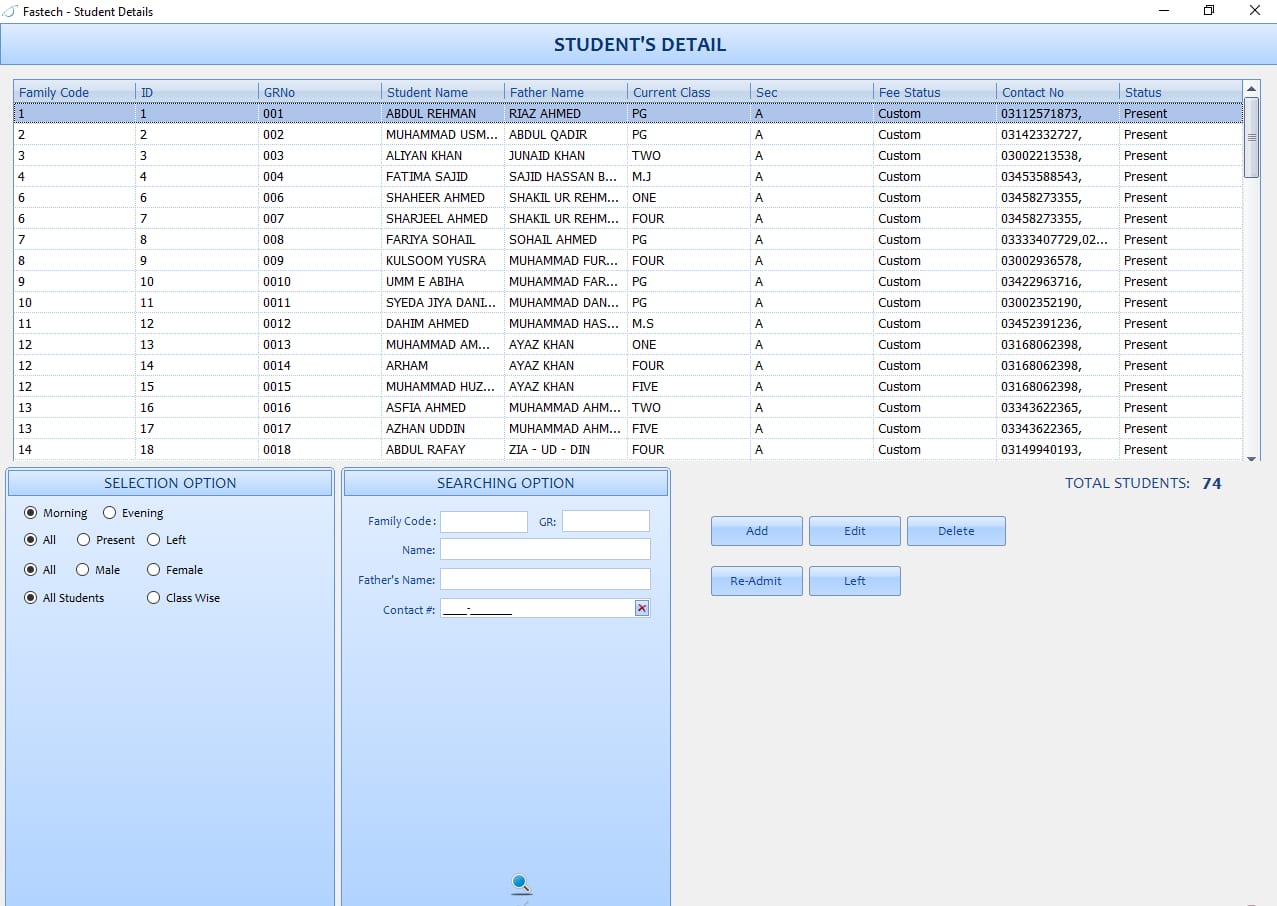 Fastech - Student Details
STUDENT'S DETAIL
Family Code ID GRNo Student Name Father Name Current Class Sec Fee Status Contact No Status
1 1 001 ABDUL REHMAN RIAZ AHMED PG A Custom 03112571873, Present
2 2 002 MUHAMMAD USM... ABDUL QADIR PG A Custom 03142332727, Present
3 3 003 ALIYAN KHAN JUNAID KHAN TWO A Custom 03002213538, Present
4 4 004 FATIMA SAJID SAJID HASSAN B... M.J A Custom 03453588543, Present
6 6 006 SHAHEER AHMED SHAKIL UR REHM... ONE A Custom 03458273355, Present
6 7 007 SHARJEEL AHMED SHAKIL UR REHM... FOUR A Custom 03458273355, Present
7 8 008 FARIYA SOHAIL SOHAIL AHMED PG A Custom 03333407729,02... Present
8 9 009 KULSOOM YUSRA MUHAMMAD FUR... FOUR A Custom 03002936578, Present
9 10 0010 UMM E ABIHA MUHAMMAD FAR... PG A Custom 03422963716, Present
10 11 0011 SYEDA JIYA DANI... MUHAMMAD DAN... PG A Custom 03002352190, Present
11 12 0012 DAHIM AHMED MUHAMMAD HAS... M.S A Custom 03452391236, Present
12 13 0013 MUHAMMAD AM... AYAZ KHAN ONE A Custom 03168062398, Present
12 14 0014 ARHAM AYAZ KHAN FOUR A Custom 03168062398, Present
12 15 0015 MUHAMMAD HUZ... AYAZ KHAN FIVE A Custom 03168062398, Present
13 16 0016 ASFIA AHMED MUHAMMAD AHM... TWO A Custom 03343622365, Present
13 17 0017 AZHAN UDDIN MUHAMMAD AHM... FIVE A Custom 03343622365, Present
14 18 0018 ABDUL RAFAY ZIA - UD - DIN FOUR A Custom 03149940193, Present
SELECTION OPTION
Morning Evening
All Present Left
All Male Female
All Students Class Wise
SEARCHING OPTION
Family Code : GR:
Name:
Father's Name:
Contact #: ____-_______
TOTAL STUDENTS: 74
Add Edit Delete
Re-Admit Left